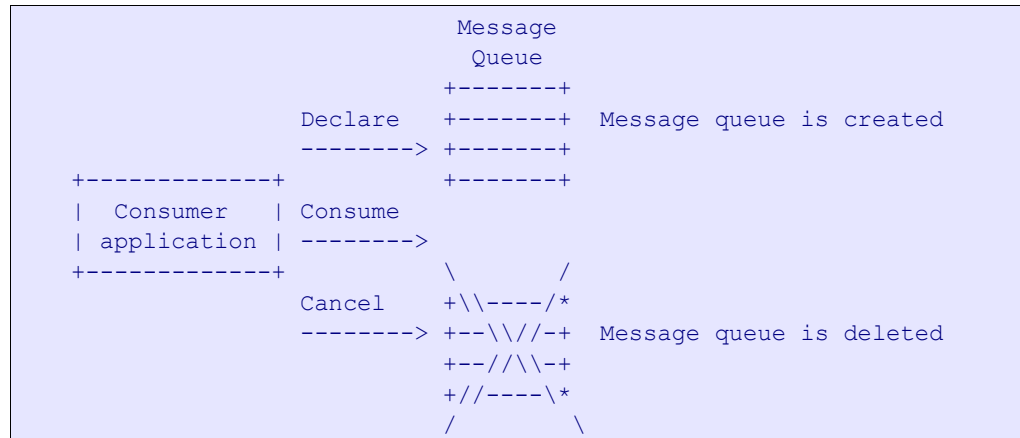 Message
                              Queue
                            +-------+
                  Declare   +-------+  Message queue is created
                  --------> +-------+
    +-------------+         +-------+
    |  Consumer   | Consume
    | application | -------->
    +-------------+         \       /
                  Cancel    +\\----/*
                  --------> +--\\//-+  Message queue is deleted
                            +--//\\-+
                            +//----\*
                            /        \